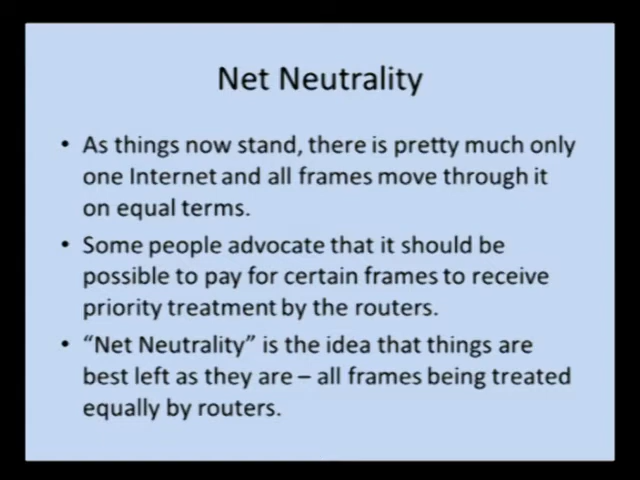 Net Neutrality
• As things now stand, there is pretty much only
one Internet and all frames move through it
on equal terms.
• Some people advocate that it should be
possible to pay for certain frames to receive
priority treatment by the routers.
• “Net Neutrality” is the idea that things are
best left as they are – all frames being treated
equally by routers.